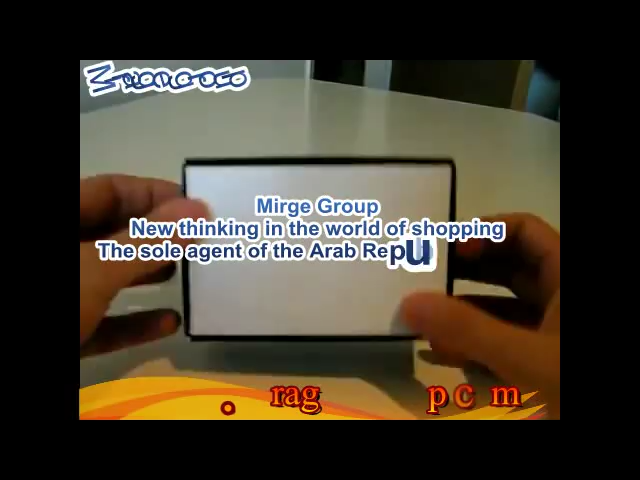 Mirge Group
New thinking in the world of shopping
The sole agent of the Arab Repu
o rag p c m